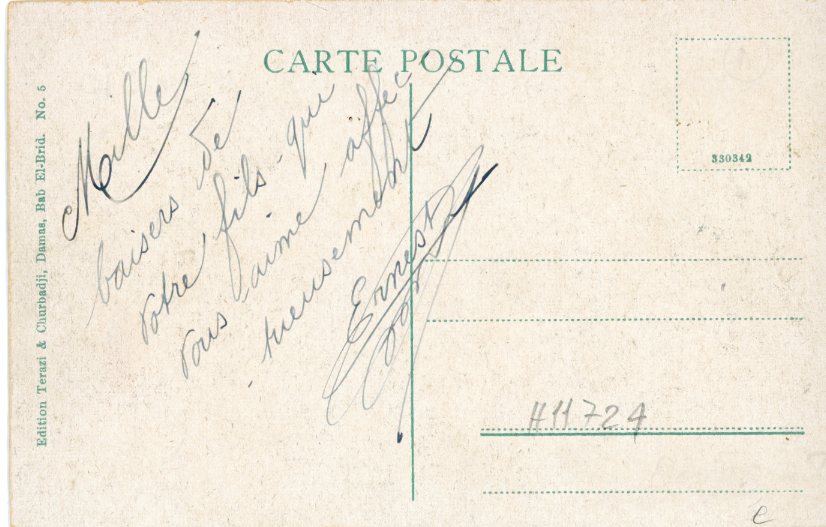 CARTE POSTALE
330342
Edition Terazi & Churbadji, Damas, Bab El-Brid. No. 5
Mille
baisers de
votre fils qui
vous aime affec
-tueusement
Ernest
H11724
e